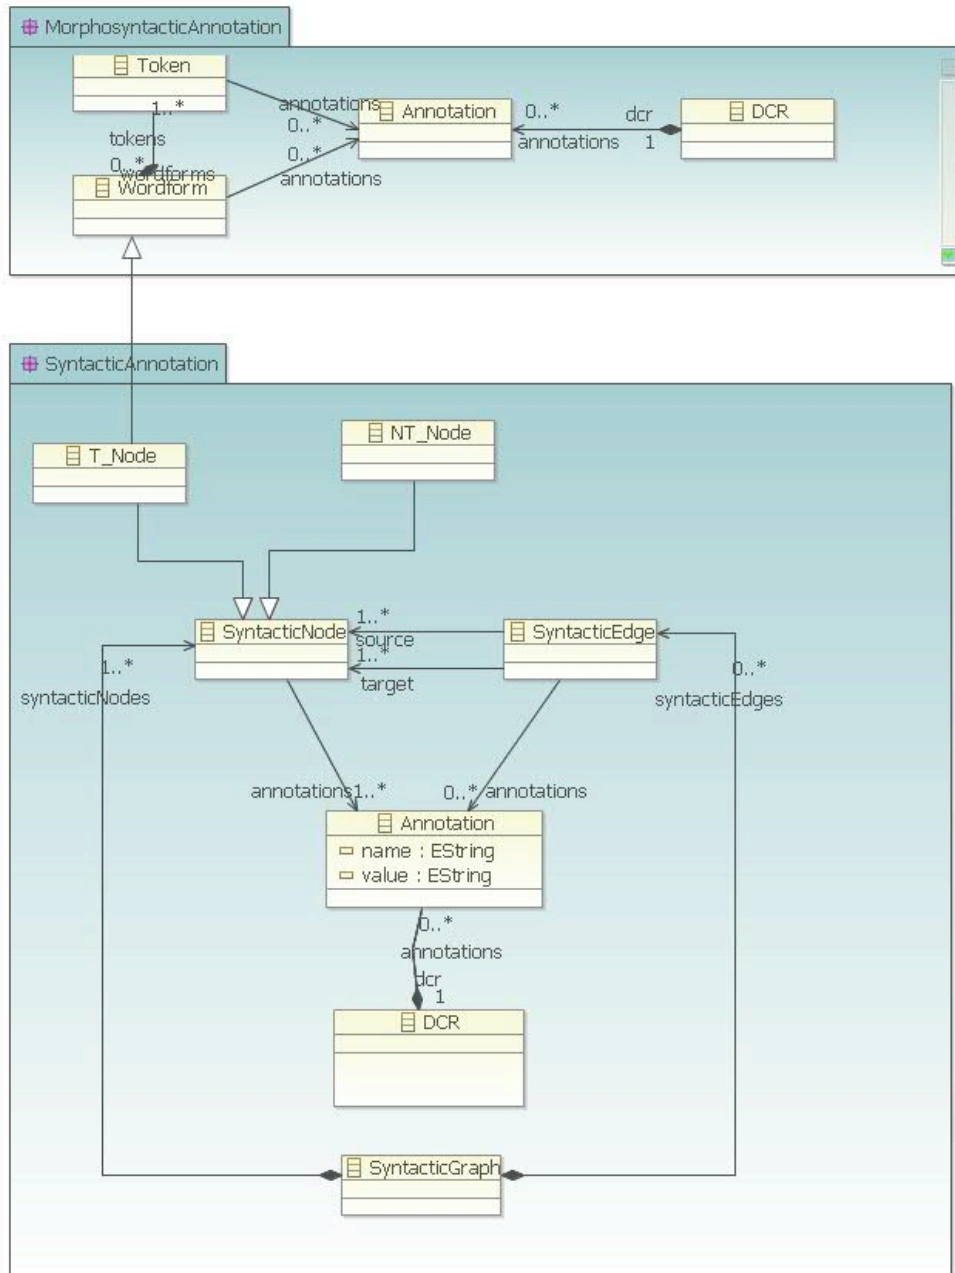 MorphosyntacticAnnotation
Token
1..*
annotations
0..*
Annotation
0..*
dcr
annotations
1
DCR
tokens
0..*
wordforms
0..*
annotations
Wordform
SyntacticAnnotation
T_Node
NT_Node
SyntacticNode
1..*
source
1..*
target
SyntacticEdge
1..*
syntacticNodes
0..*
syntacticEdges
annotations
1..*
0..*
annotations
Annotation
name : EString
value : EString
0..*
annotations
dcr
1
DCR
SyntacticGraph